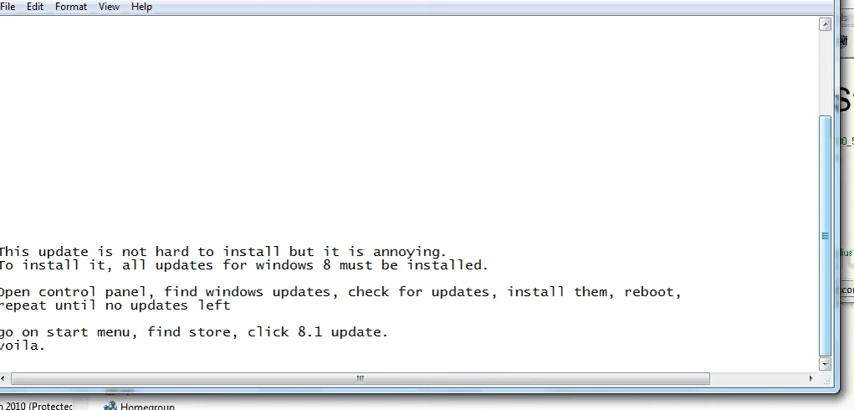 File Edit Format View Help
This update is not hard to install but it is annoying.
To install it, all updates for windows 8 must be installed.
Open control panel, find windows updates, check for updates, install them, reboot,
repeat until no updates left
go on start menu, find store, click 8.1 update.
voila.
2010 (Protected
Homegroup